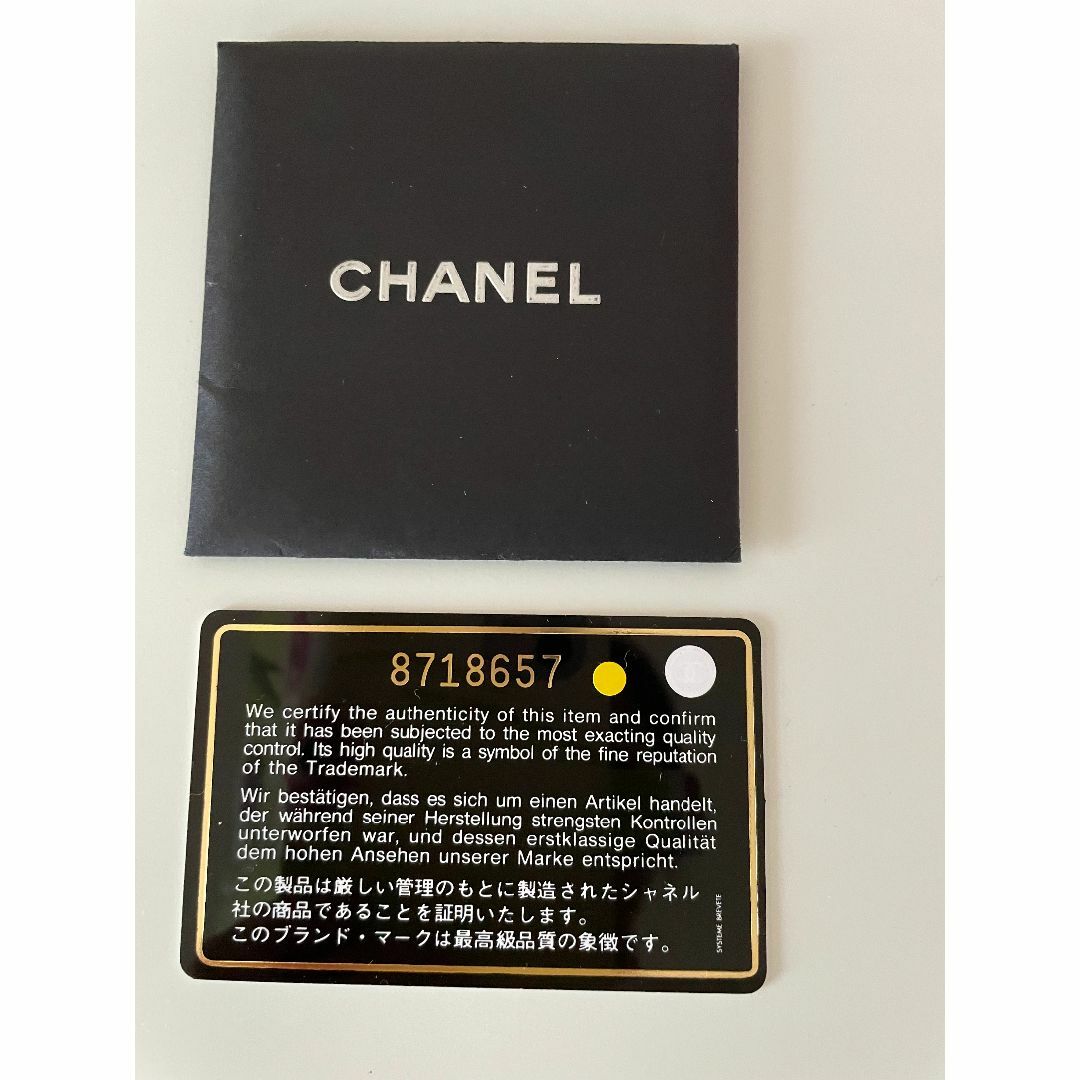 CHANEL
8718657
We certify the authenticity of this item and confirm
that it has been subjected to the most exacting quality
control. Its high quality is a symbol of the fine reputation
of the Trademark.
Wir bestätigen, dass es sich um einen Artikel handelt,
der während seiner Herstellung strengsten Kontrollen
unterworfen war, und dessen erstklassige Qualität
dem hohen Ansehen unserer Marke entspricht.
この製品は厳しい管理のもとに製造されたシャネル
社の商品であることを証明いたします。
このブランド・マークは最高級品質の象徴です。
SYSTEME BREVETE